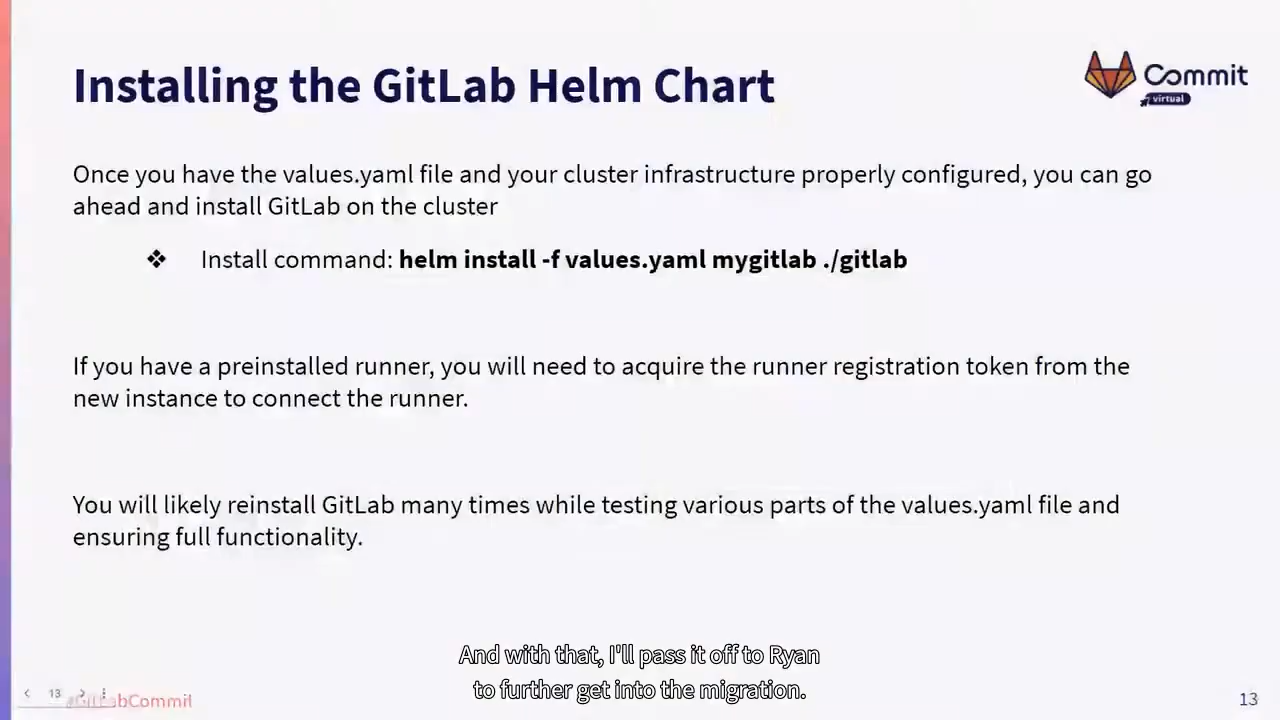 Installing the GitLab Helm Chart
Commit
virtual
Once you have the values.yaml file and your cluster infrastructure properly configured, you can go
ahead and install GitLab on the cluster
❖ Install command: helm install -f values.yaml mygitlab ./gitlab
If you have a preinstalled runner, you will need to acquire the runner registration token from the
new instance to connect the runner.
You will likely reinstall GitLab many times while testing various parts of the values.yaml file and
ensuring full functionality.
And with that, I'll pass it off to Ryan
to further get into the migration.
13
#GitLabCommit
13